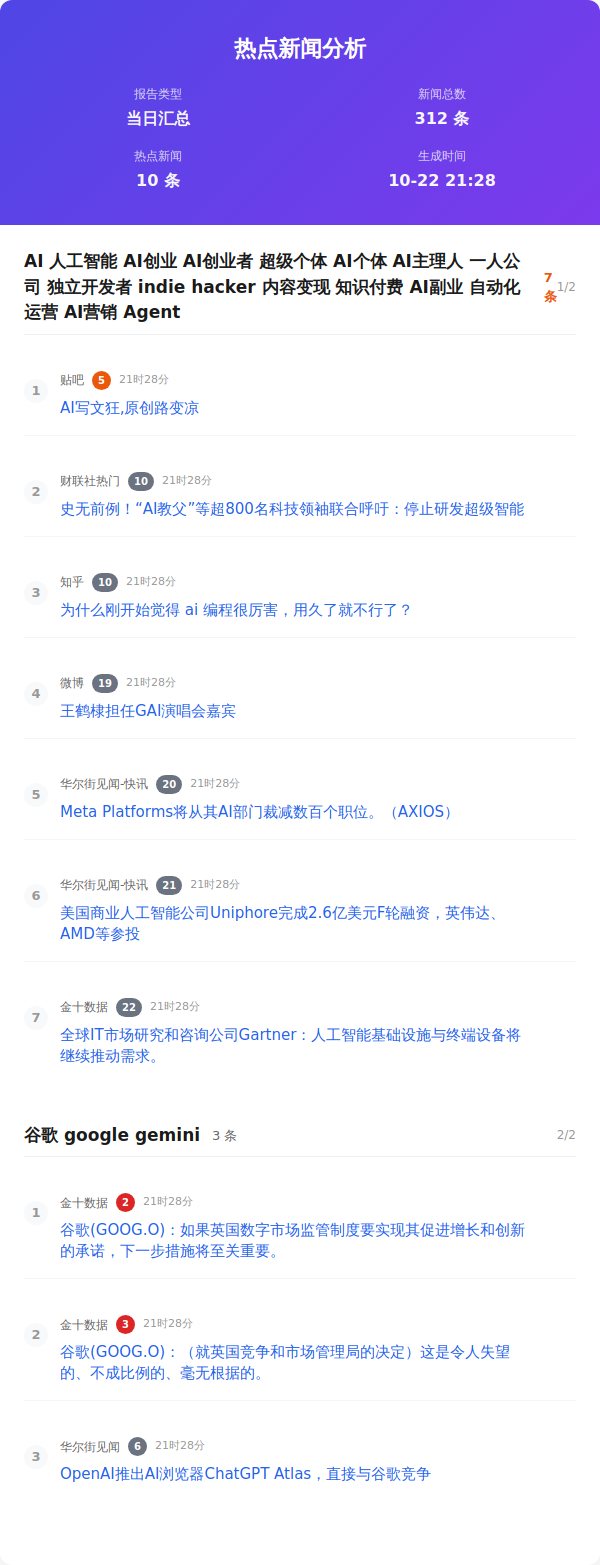 热点新闻分析
报告类型
当日汇总
新闻总数
312 条
热点新闻
10 条
生成时间
10-22 21:28
AI 人工智能 AI创业 AI创业者 超级个体 AI个体 AI主理人 一人公
司 独立开发者 indie hacker 内容变现 知识付费 AI副业 自动化
运营 AI营销 Agent
7
条
1/2
1
贴吧 5 21时28分
AI写文狂,原创路变凉
2
财联社热门 10 21时28分
史无前例！“AI教父”等超800名科技领袖联合呼吁：停止研发超级智能
3
知乎 10 21时28分
为什么刚开始觉得 ai 编程很厉害，用久了就不行了？
4
微博 19 21时28分
王鹤棣担任GAI演唱会嘉宾
5
华尔街见闻-快讯 20 21时28分
Meta Platforms将从其AI部门裁减数百个职位。（AXIOS）
6
华尔街见闻-快讯 21 21时28分
美国商业人工智能公司Uniphore完成2.6亿美元F轮融资，英伟达、
AMD等参投
7
金十数据 22 21时28分
全球IT市场研究和咨询公司Gartner：人工智能基础设施与终端设备将
继续推动需求。
谷歌 google gemini 3 条 2/2
1
金十数据 2 21时28分
谷歌(GOOG.O)：如果英国数字市场监管制度要实现其促进增长和创新
的承诺，下一步措施将至关重要。
2
金十数据 3 21时28分
谷歌(GOOG.O)：（就英国竞争和市场管理局的决定）这是令人失望
的、不成比例的、毫无根据的。
3
华尔街见闻 6 21时28分
OpenAI推出AI浏览器ChatGPT Atlas，直接与谷歌竞争